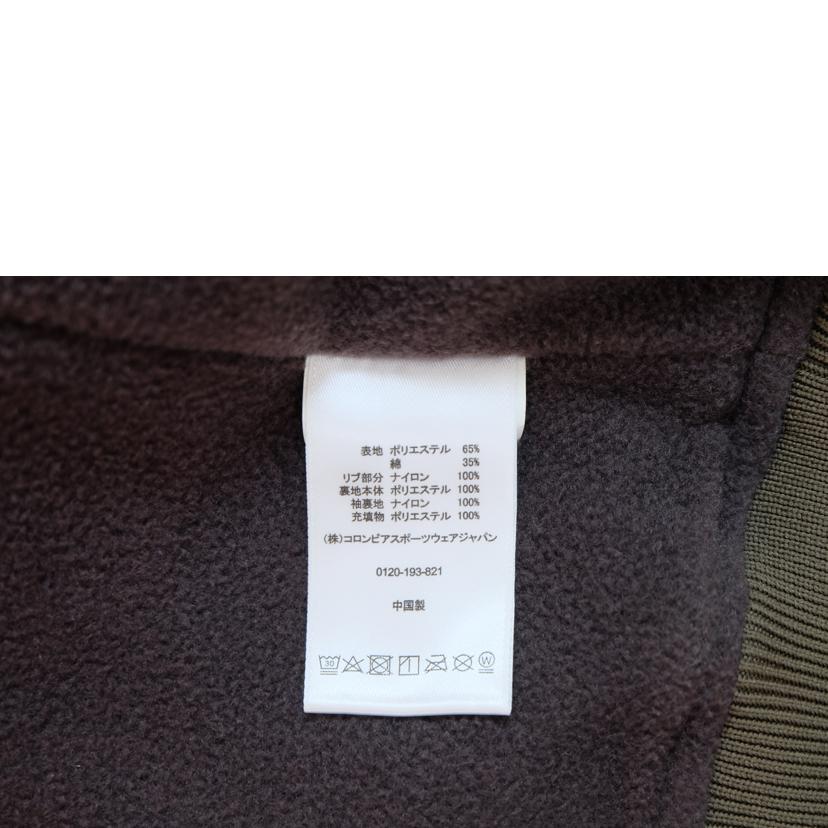 表地 ポリエステル 65%
綿 35%
リブ部分 ナイロン 100%
裏地本体 ポリエステル 100%
袖裏地 ナイロン 100%
充填物 ポリエステル 100%
(株)コロンビアスポーツウェアジャパン
0120-193-821
中国製
30 W